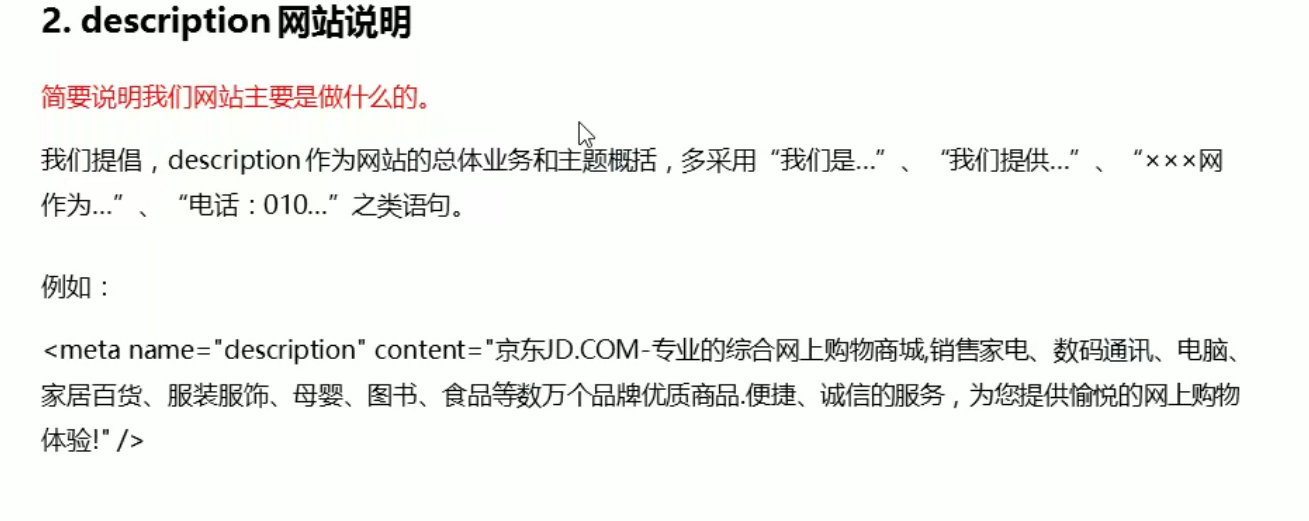 2. description 网站说明
简要说明我们网站主要是做什么的。
我们提倡，description 作为网站的总体业务和主题概括，多采用“我们是…”、“我们提供…”、“×××网
作为…”、“电话：010…”之类语句。
例如：
<meta name="description" content="京东JD.COM-专业的综合网上购物商城,销售家电、数码通讯、电脑、
家居百货、服装服饰、母婴、图书、食品等数万个品牌优质商品.便捷、诚信的服务，为您提供愉悦的网上购物
体验!" />